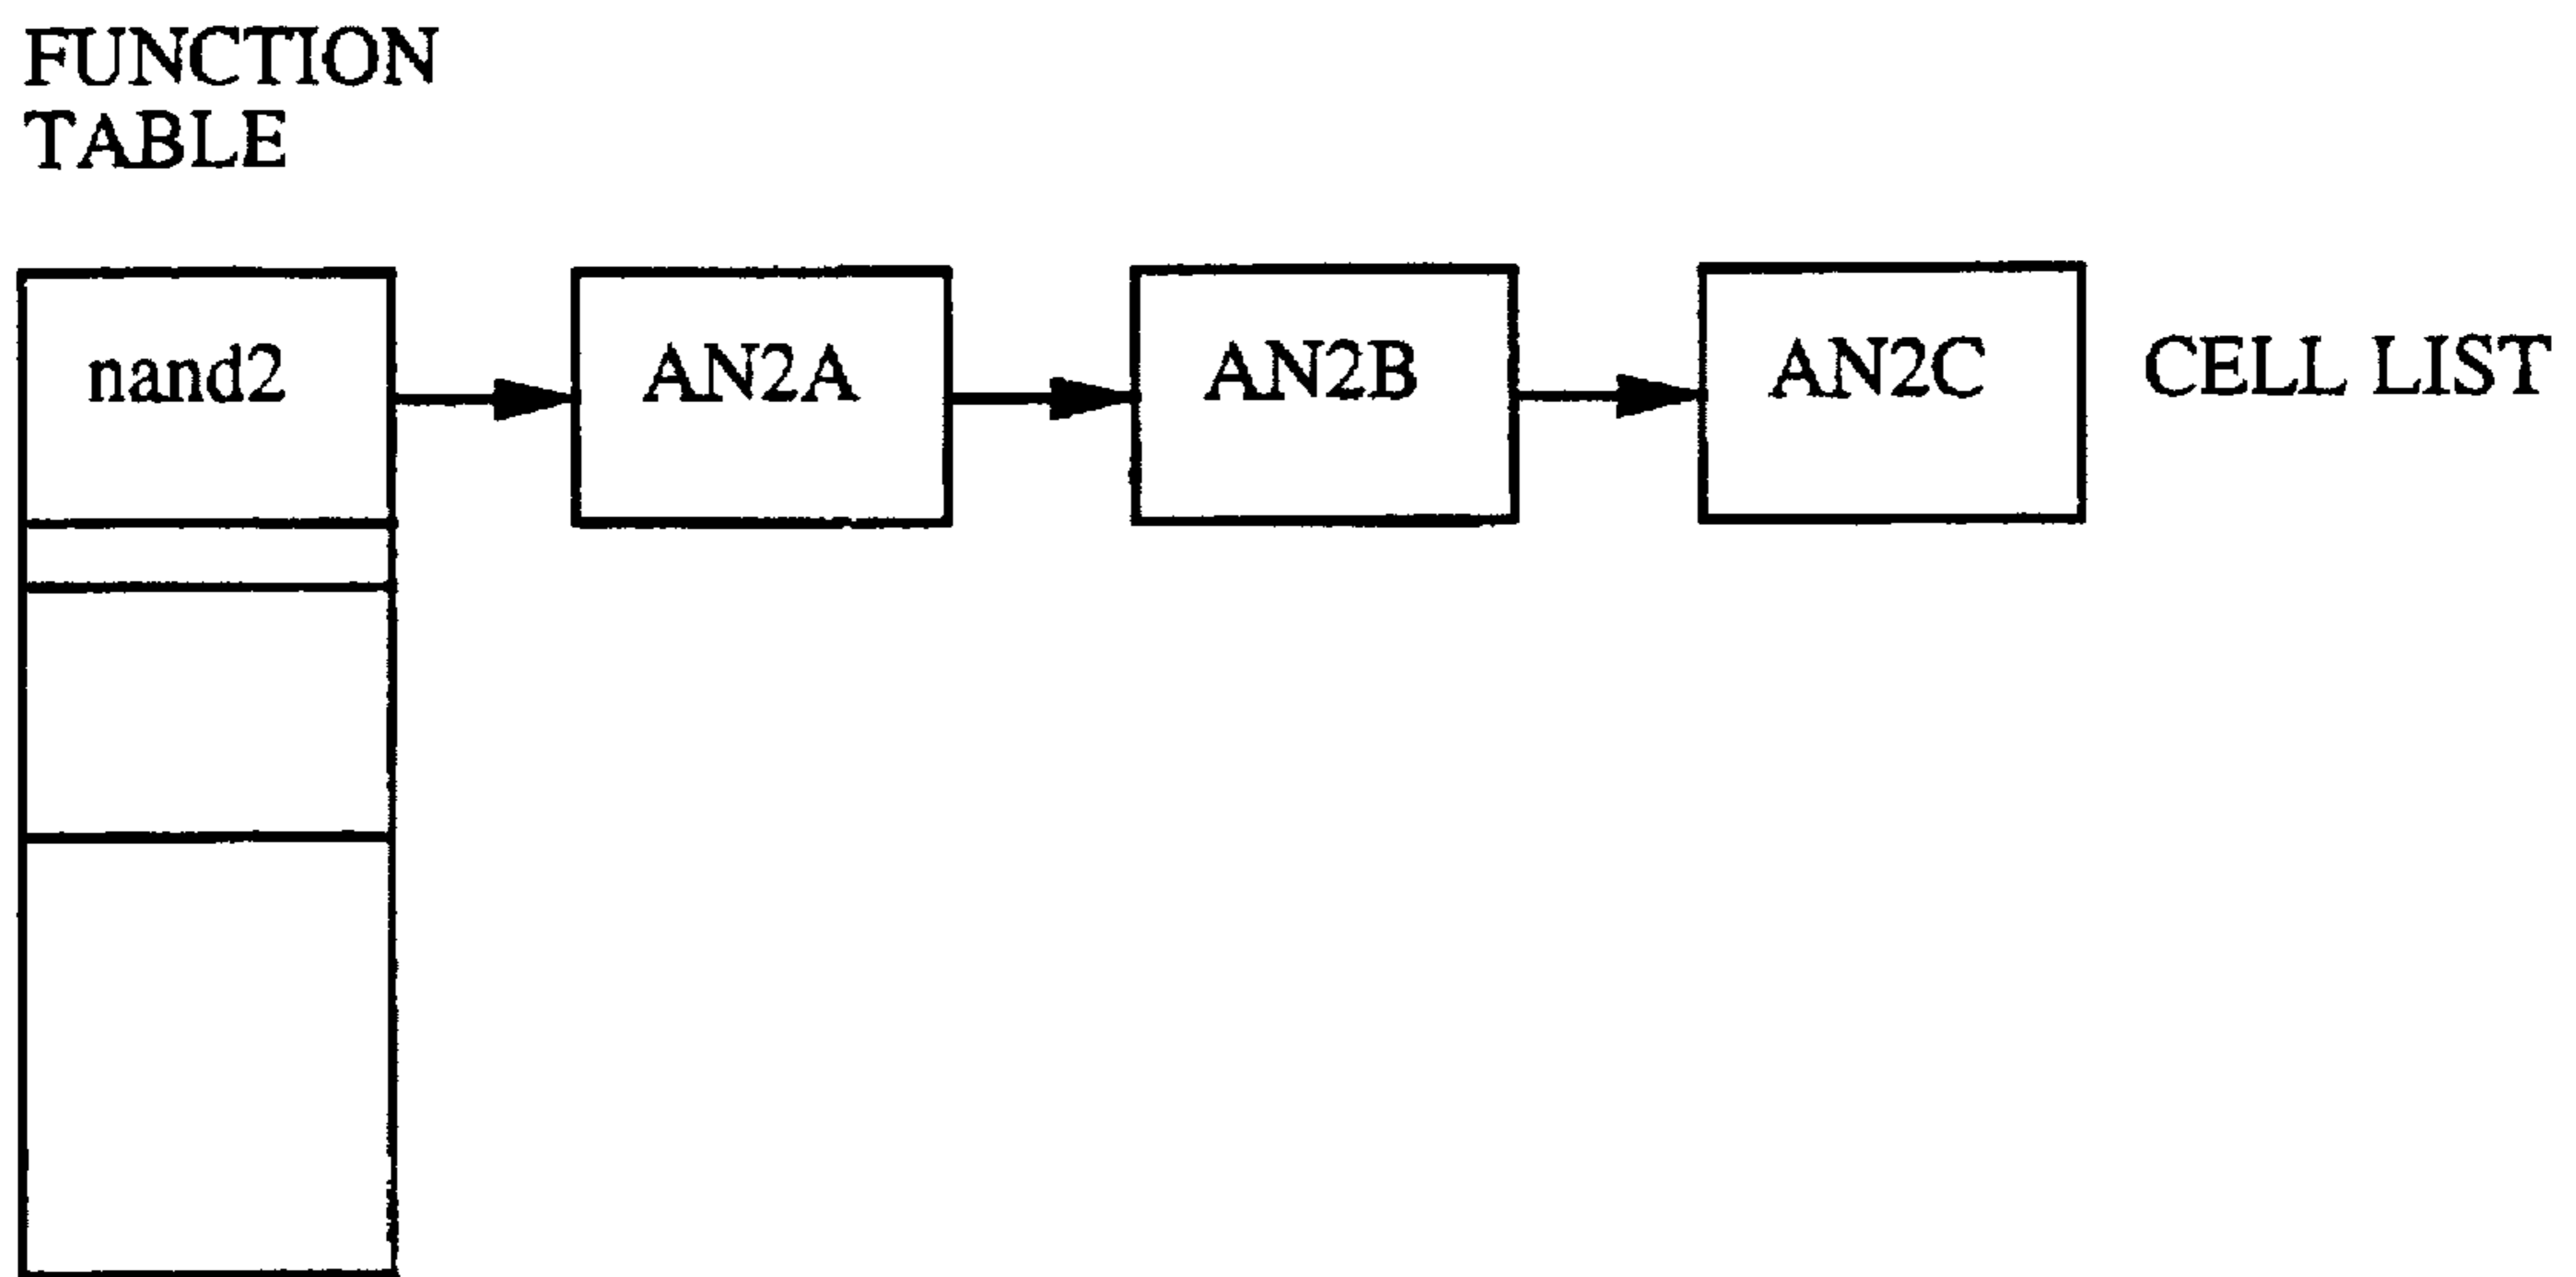 FUNCTION
TABLE
nand2 AN2A AN2B AN2C CELL LIST